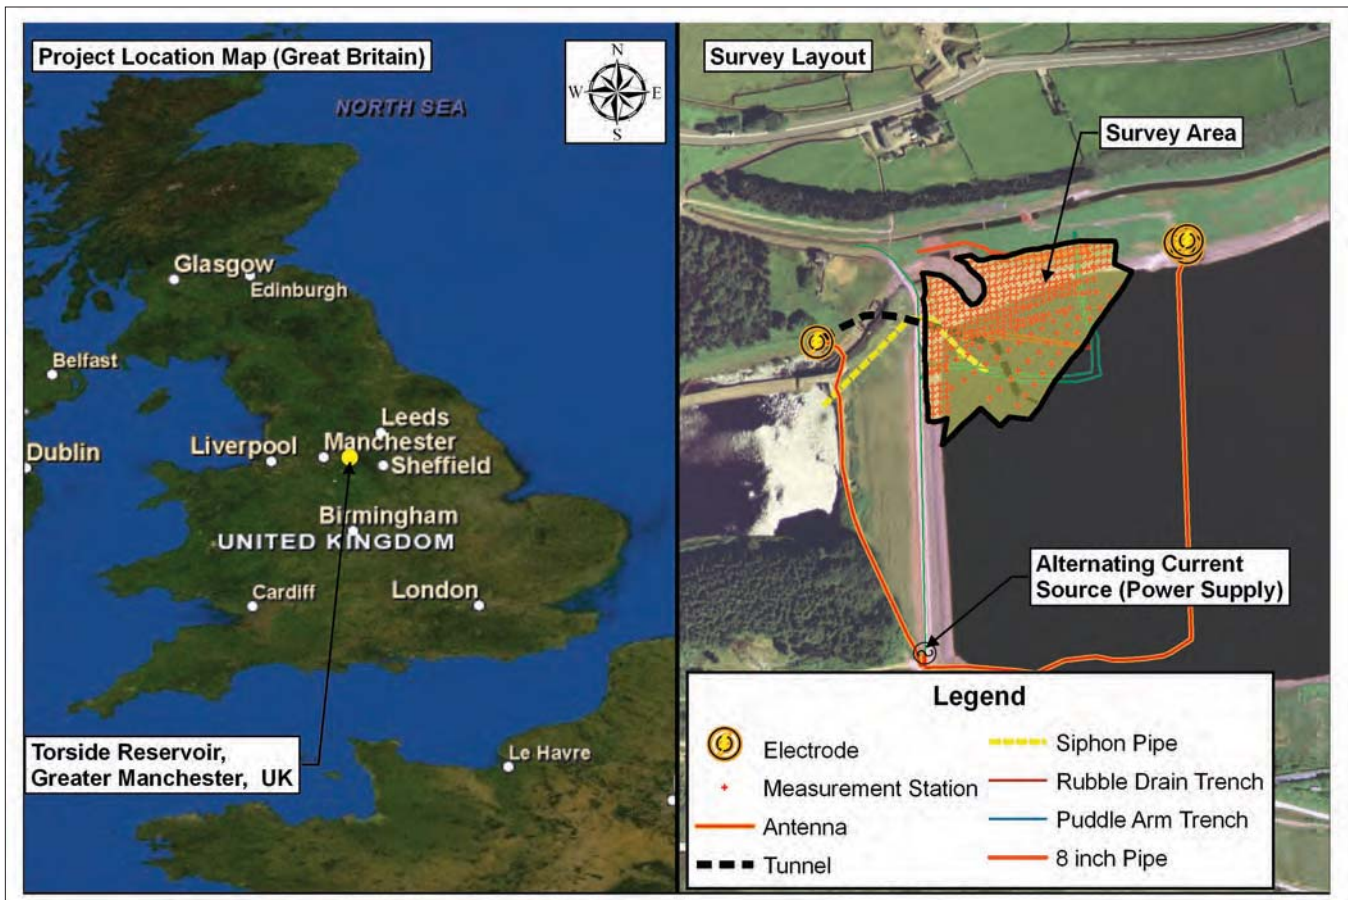 Project Location Map (Great Britain)
N
W
E
S
NORTH SEA
Glasgow
Edinburgh
Belfast
Leeds
Liverpool
Manchester
Dublin
Sheffield
Birmingham
UNITED KINGDOM
Cardiff
London
Torside Reservoir,
Greater Manchester, UK
Le Havre
Survey Layout
Survey Area
Alternating Current
Source (Power Supply)
Legend
Electrode
Measurement Station
Antenna
Tunnel
Siphon Pipe
Rubble Drain Trench
Puddle Arm Trench
8 inch Pipe